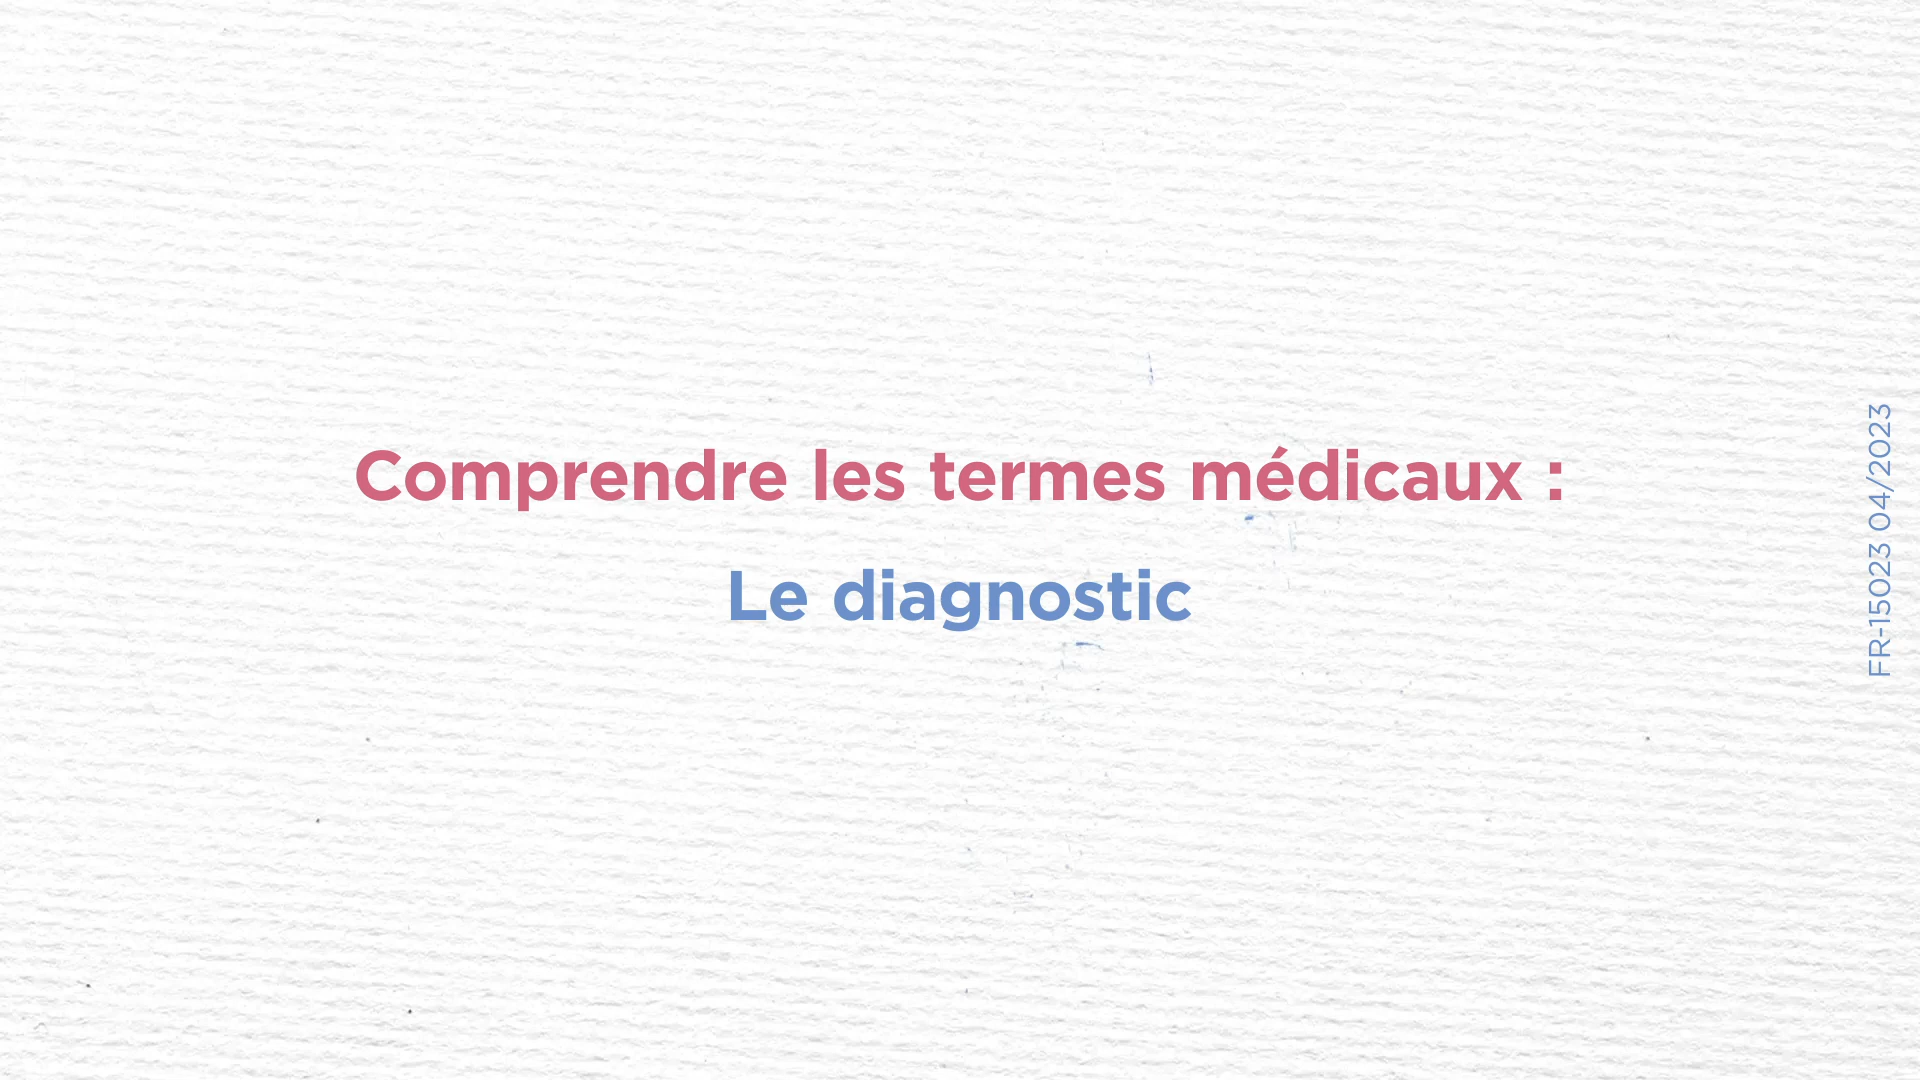 Comprendre les termes médicaux :
Le diagnostic
FR-15023 04/2023